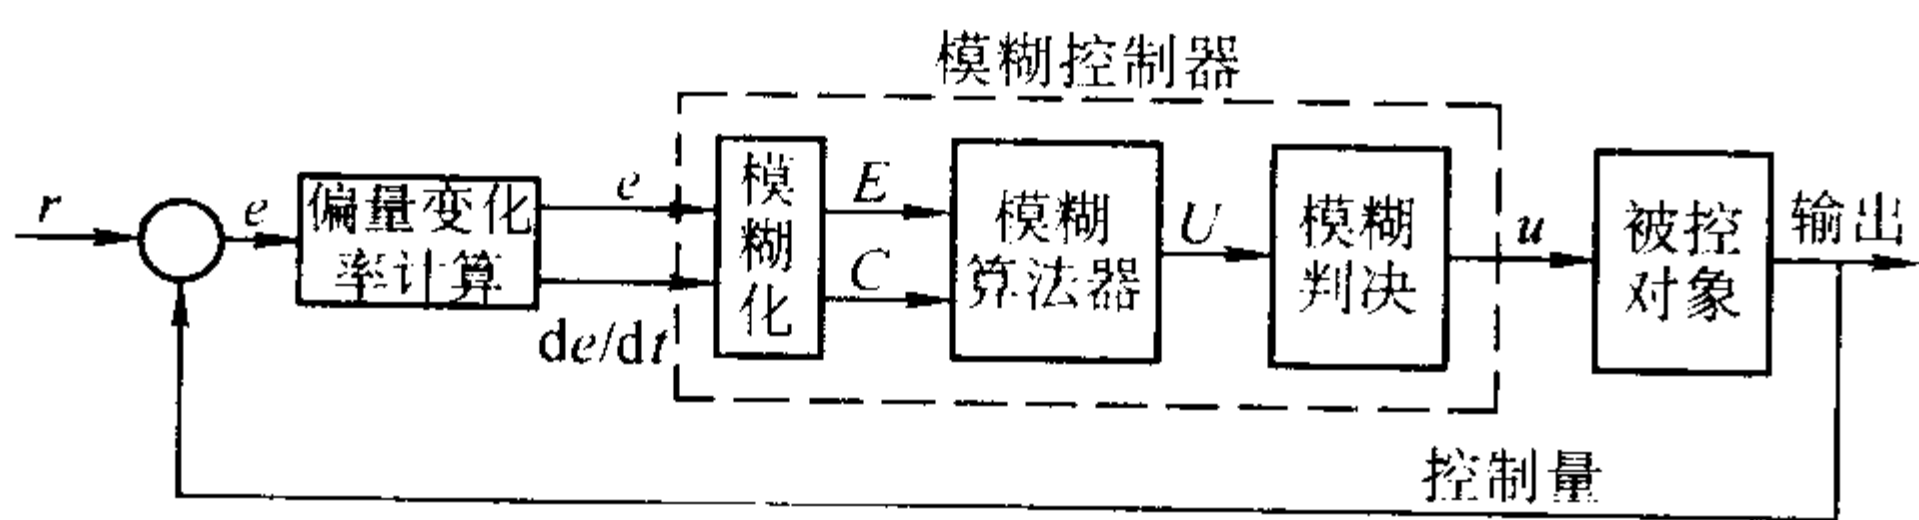 模糊控制器
r
e
偏量变化
率计算
e
de/dt
模
糊
化
E
C
模糊
算法器
U
模糊
判决
u
被控
对象
输出
控制量